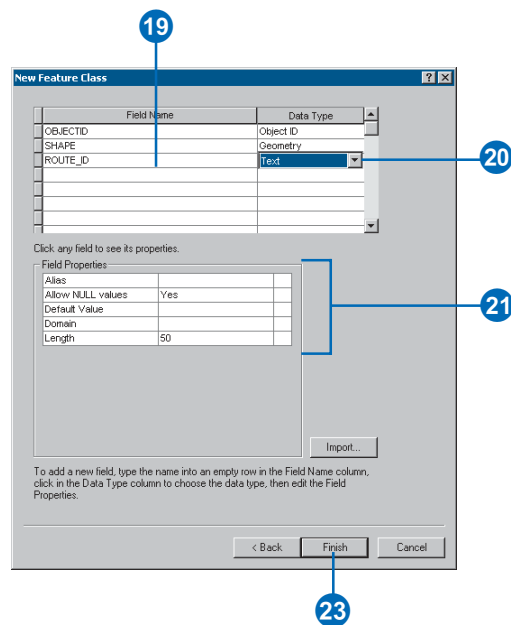 19
New Feature Class
Field Name Data Type
OBJECTID Object ID
SHAPE Geometry
ROUTE_ID Text
20
Click any field to see its properties.
Field Properties
Alias
Allow NULL values Yes
Default Value
Domain
Length 50
21
Import...
To add a new field, type the name into an empty row in the Field Name column,
click in the Data Type column to choose the data type, then edit the Field
Properties.
< Back Finish Cancel
23